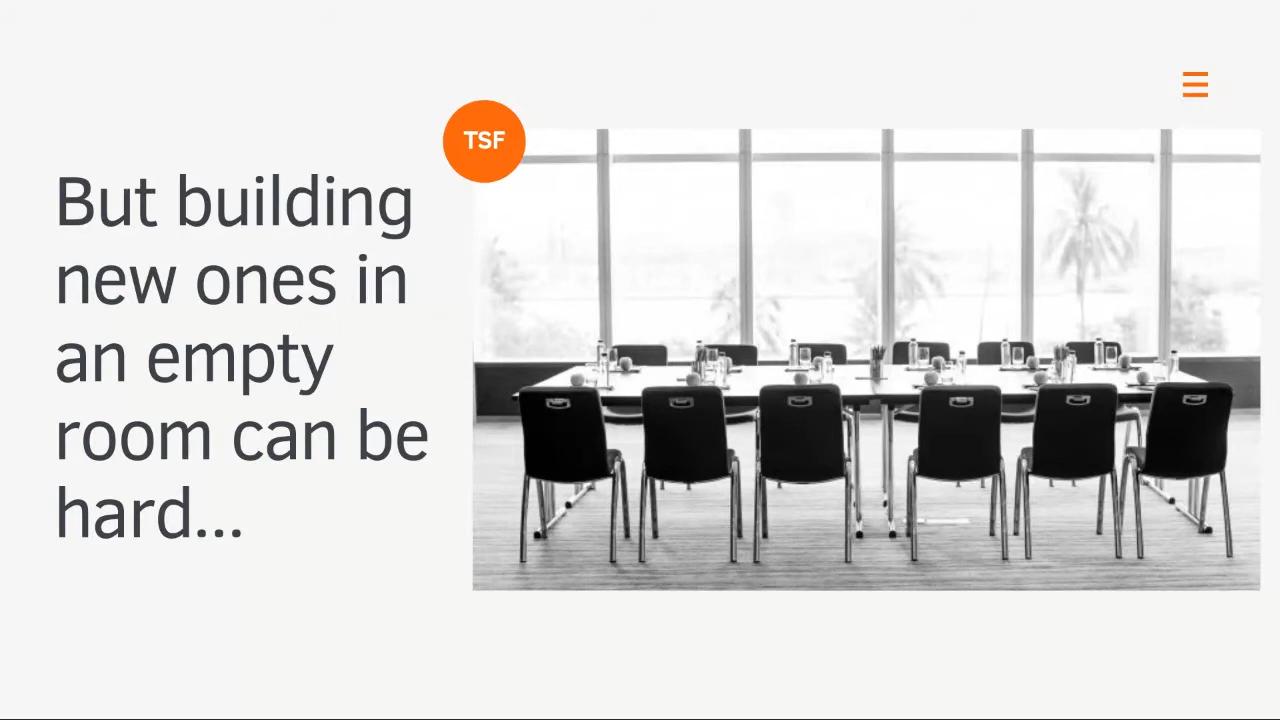 TSF
But building
new ones in
an empty
room can be
hard...